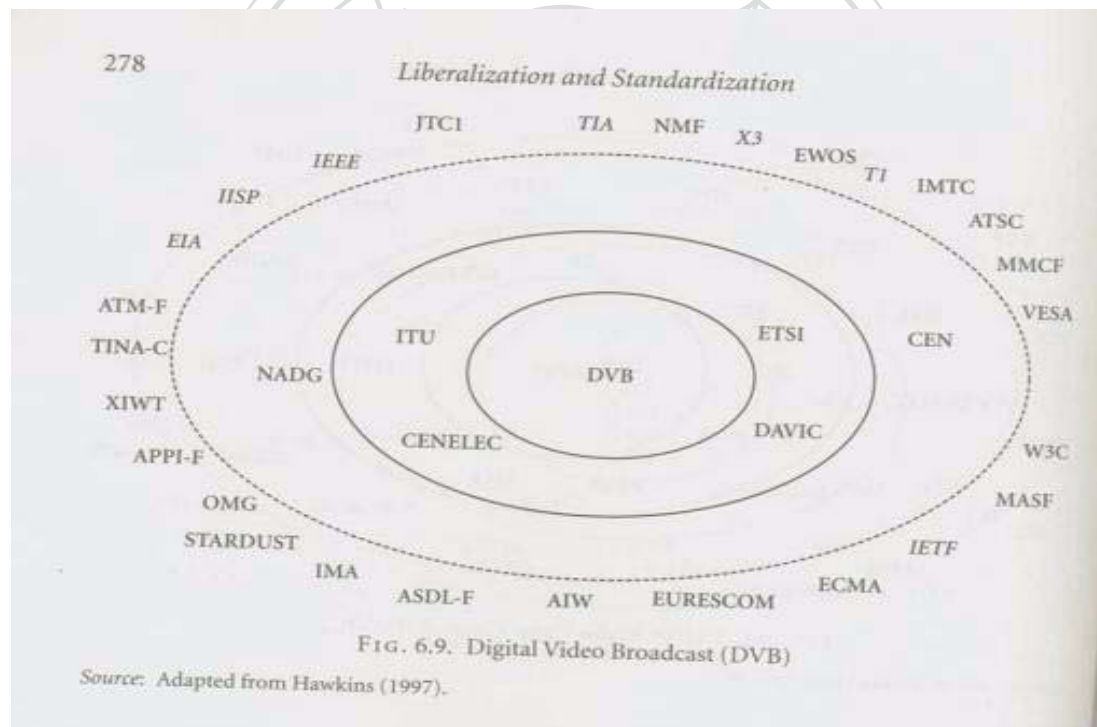 278
Liberalization and Standardization
JTC1 TIA NMF X3
IEEE EWOS T1 IMTC
IISP ATSC
EIA MMCF
ATM-F VESA
ITU ETSI CEN
TINA-C
NADG DVB
XIWT
CENELEC DAVIC
APPI-F W3C
OMG MASF
STARDUST IETF
IMA ECMA
ASDL-F AIW EURESCOM
FIG. 6.9. Digital Video Broadcast (DVB)
Source: Adapted from Hawkins (1997).